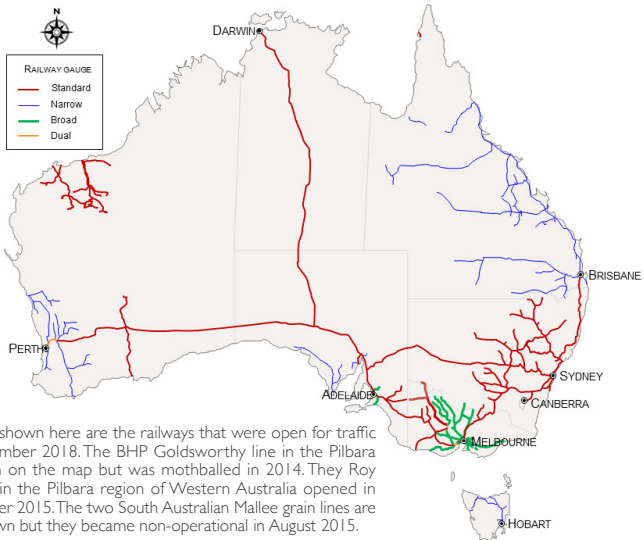 N
DARWIN
RAILWAY GAUGE
Standard
Narrow
Broad
Dual
BRISBANE
PERTH
SYDNEY
ADELAIDE
CANBERRA
MELBOURNE
shown here are the railways that were open for traffic
mber 2018. The BHP Goldsworthy line in the Pilbara
n on the map but was mothballed in 2014. They Roy
in the Pilbara region of Western Australia opened in
er 2015. The two South Australian Mallee grain lines are
wn but they became non-operational in August 2015.
HOBART